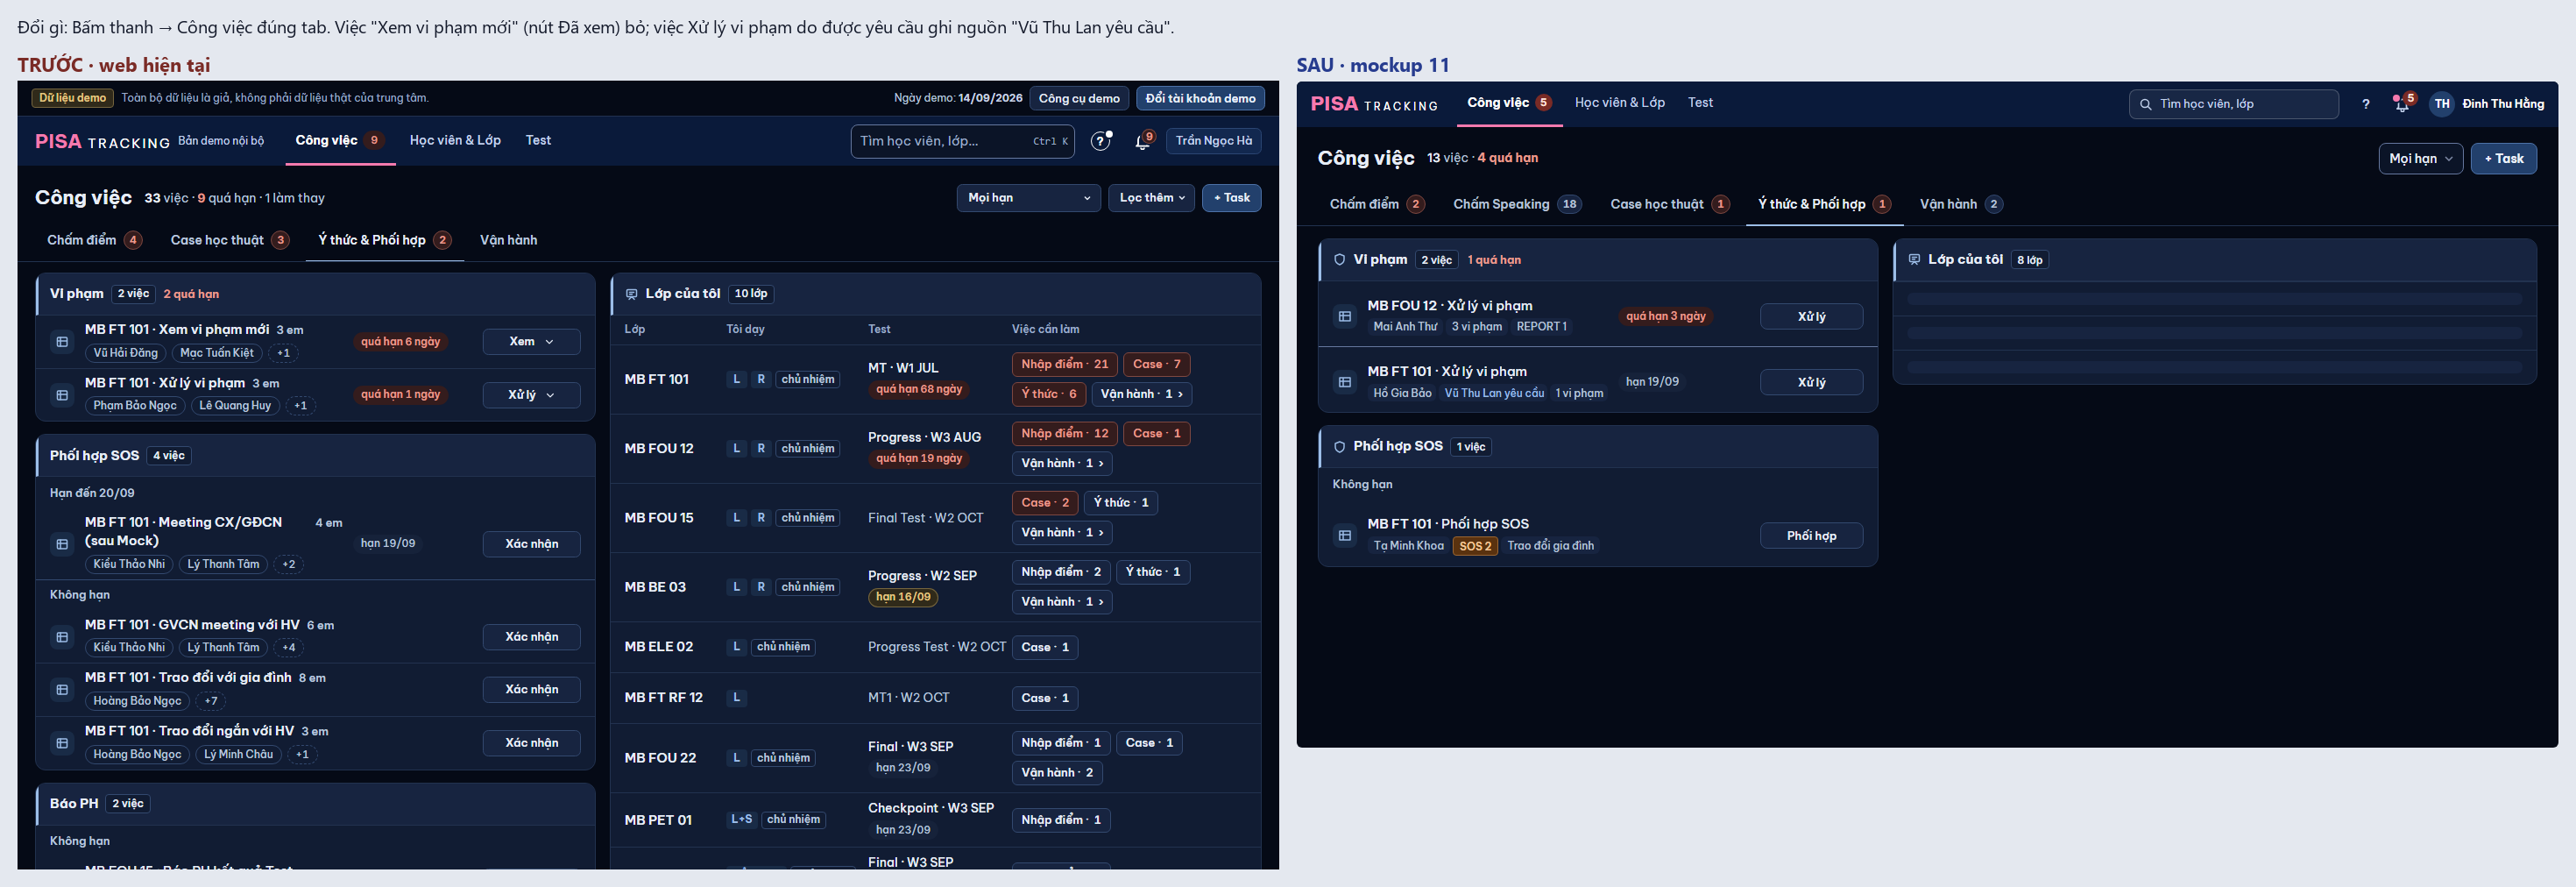 Đổi gì: Bấm thanh → Công việc đúng tab. Việc "Xem vi phạm mới" (nút Đã xem) bỏ; việc Xử lý vi phạm do được yêu cầu ghi nguồn "Vũ Thu Lan yêu cầu".
TRƯỚC · web hiện tại
Dữ liệu demo Toàn bộ dữ liệu là giả, không phải dữ liệu thật của trung tâm. Ngày demo: 14/09/2026 Công cụ demo Đổi tài khoản demo
PISA TRACKING Bản demo nội bộ Công việc 9 Học viên & Lớp Test Tìm học viên, lớp... Ctrl K ? 9 Trần Ngọc Hà
Công việc 33 việc · 9 quá hạn · 1 làm thay Mọi hạn Lọc thêm + Task
Chấm điểm 4 Case học thuật 3 Ý thức & Phối hợp 2 Vận hành
Vi phạm 2 việc 2 quá hạn
MB FT 101 · Xem vi phạm mới 3 em quá hạn 6 ngày Xem
Vũ Hải Đăng Mạc Tuấn Kiệt +1
MB FT 101 · Xử lý vi phạm 3 em quá hạn 1 ngày Xử lý
Phạm Bảo Ngọc Lê Quang Huy +1
Phối hợp SOS 4 việc
Hạn đến 20/09
MB FT 101 · Meeting CX/GĐCN 4 em
(sau Mock) hạn 19/09 Xác nhận
Kiều Thảo Nhi Lý Thanh Tâm +2
Không hạn
MB FT 101 · GVCN meeting với HV 6 em Xác nhận
Kiều Thảo Nhi Lý Thanh Tâm +4
MB FT 101 · Trao đổi với gia đình 8 em Xác nhận
Hoàng Bảo Ngọc +7
MB FT 101 · Trao đổi ngắn với HV 3 em Xác nhận
Hoàng Bảo Ngọc Lý Minh Châu +1
Báo PH 2 việc
Không hạn
Lớp của tôi 10 lớp
Lớp Tôi dạy Test Việc cần làm
MB FT 101 L R chủ nhiệm MT · W1 JUL quá hạn 68 ngày Nhập điểm · 21 Case · 7
Ý thức · 6 Vận hành · 1 ›
MB FOU 12 L R chủ nhiệm Progress · W3 AUG quá hạn 19 ngày Nhập điểm · 12 Case · 1
Vận hành · 1 ›
MB FOU 15 L R chủ nhiệm Final Test · W2 OCT Case · 2 Ý thức · 1
Vận hành · 1 ›
MB BE 03 L R chủ nhiệm Progress · W2 SEP hạn 16/09 Nhập điểm · 2 Ý thức · 1
Vận hành · 1 ›
MB ELE 02 L chủ nhiệm Progress Test · W2 OCT Case · 1
MB FT RF 12 L MT1 · W2 OCT Case · 1
MB FOU 22 L chủ nhiệm Final · W3 SEP hạn 23/09 Nhập điểm · 1 Case · 1
Vận hành · 2
MB PET 01 L+S chủ nhiệm Checkpoint · W3 SEP hạn 23/09 Nhập điểm · 1
Final · W3 SEP
SAU · mockup 11
PISA TRACKING Công việc 5 Học viên & Lớp Test Tìm học viên, lớp ? 5 TH Đinh Thu Hằng
Công việc 13 việc · 4 quá hạn Mọi hạn + Task
Chấm điểm 2 Chấm Speaking 18 Case học thuật 1 Ý thức & Phối hợp 1 Vận hành 2
Vi phạm 2 việc 1 quá hạn
MB FOU 12 · Xử lý vi phạm quá hạn 3 ngày Xử lý
Mai Anh Thư 3 vi phạm REPORT 1
MB FT 101 · Xử lý vi phạm hạn 19/09 Xử lý
Hồ Gia Bảo Vũ Thu Lan yêu cầu 1 vi phạm
Phối hợp SOS 1 việc
Không hạn
MB FT 101 · Phối hợp SOS Phối hợp
Tạ Minh Khoa SOS 2 Trao đổi gia đình
Lớp của tôi 8 lớp